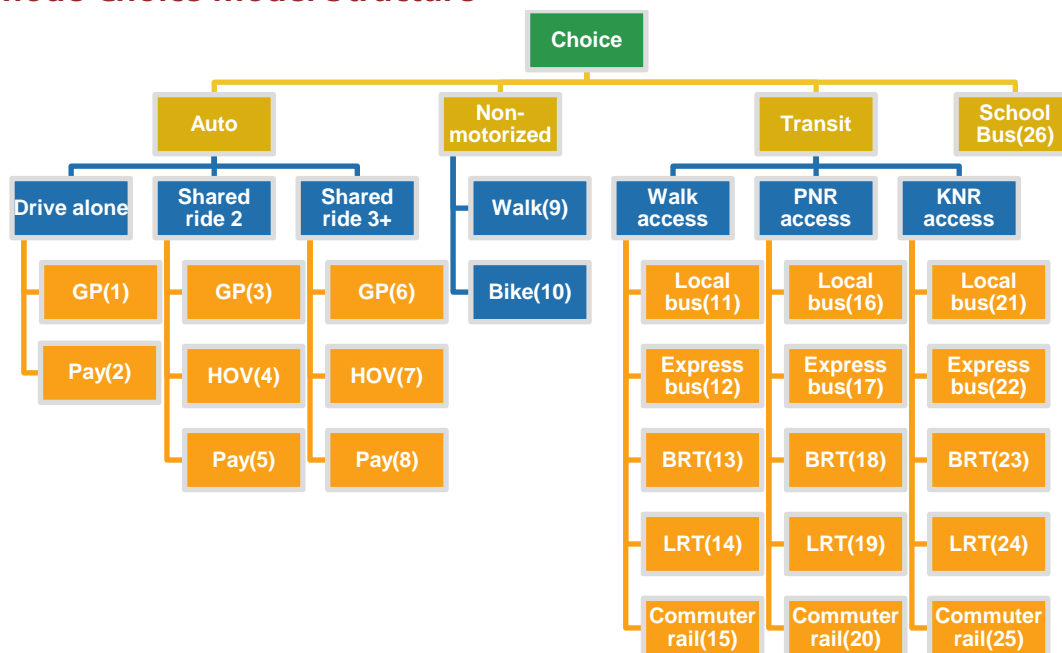 Mode Choice Model Structure
Choice
Auto
Non-
motorized
Transit
School
Bus(26)
Drive alone
Shared
ride 2
Shared
ride 3+
Walk(9)
Bike(10)
Walk
access
PNR
access
KNR
access
GP(1)
Pay(2)
GP(3)
HOV(4)
Pay(5)
GP(6)
HOV(7)
Pay(8)
Local
bus(11)
Express
bus(12)
BRT(13)
LRT(14)
Commuter
rail(15)
Local
bus(16)
Express
bus(17)
BRT(18)
LRT(19)
Commuter
rail(20)
Local
bus(21)
Express
bus(22)
BRT(23)
LRT(24)
Commuter
rail(25)